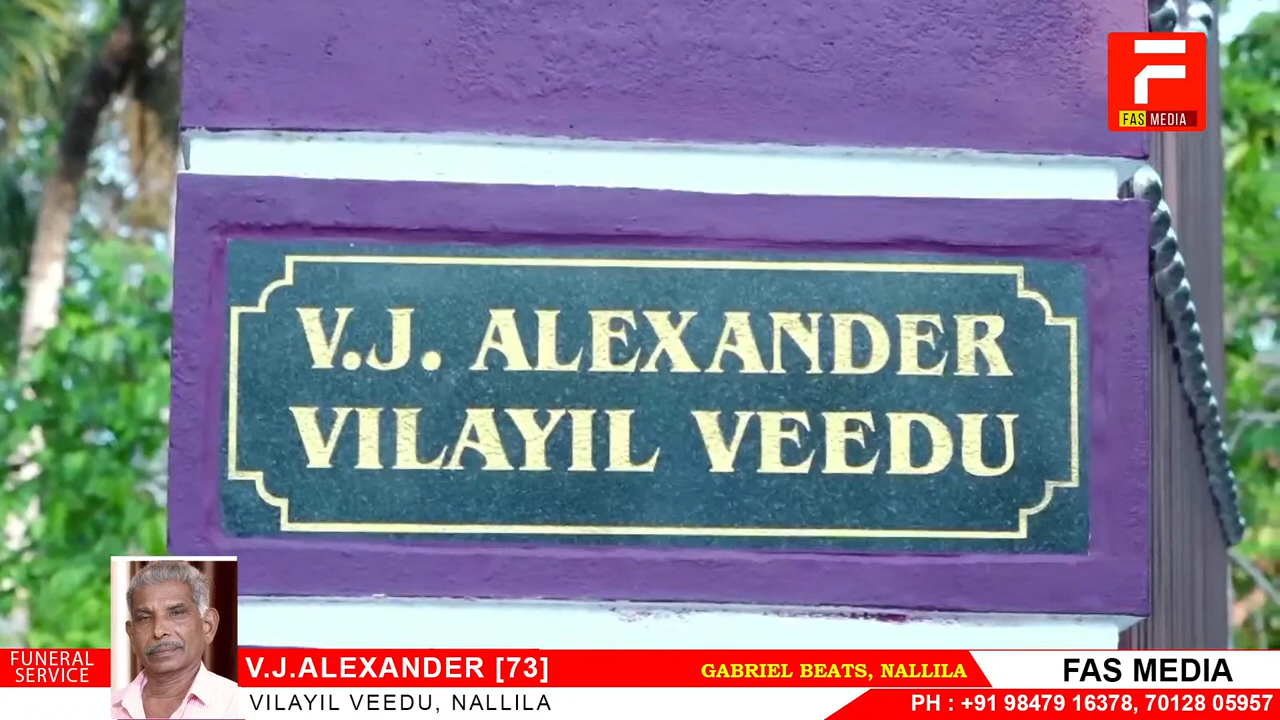 FAS MEDIA
V.J. ALEXANDER
VILAYIL VEEDU
FUNERAL
SERVICE
V.J.ALEXANDER [73]
VILAYIL VEEDU, NALLILA
GABRIEL BEATS, NALLILA
FAS MEDIA
PH : +91 98479 16378, 70128 05957